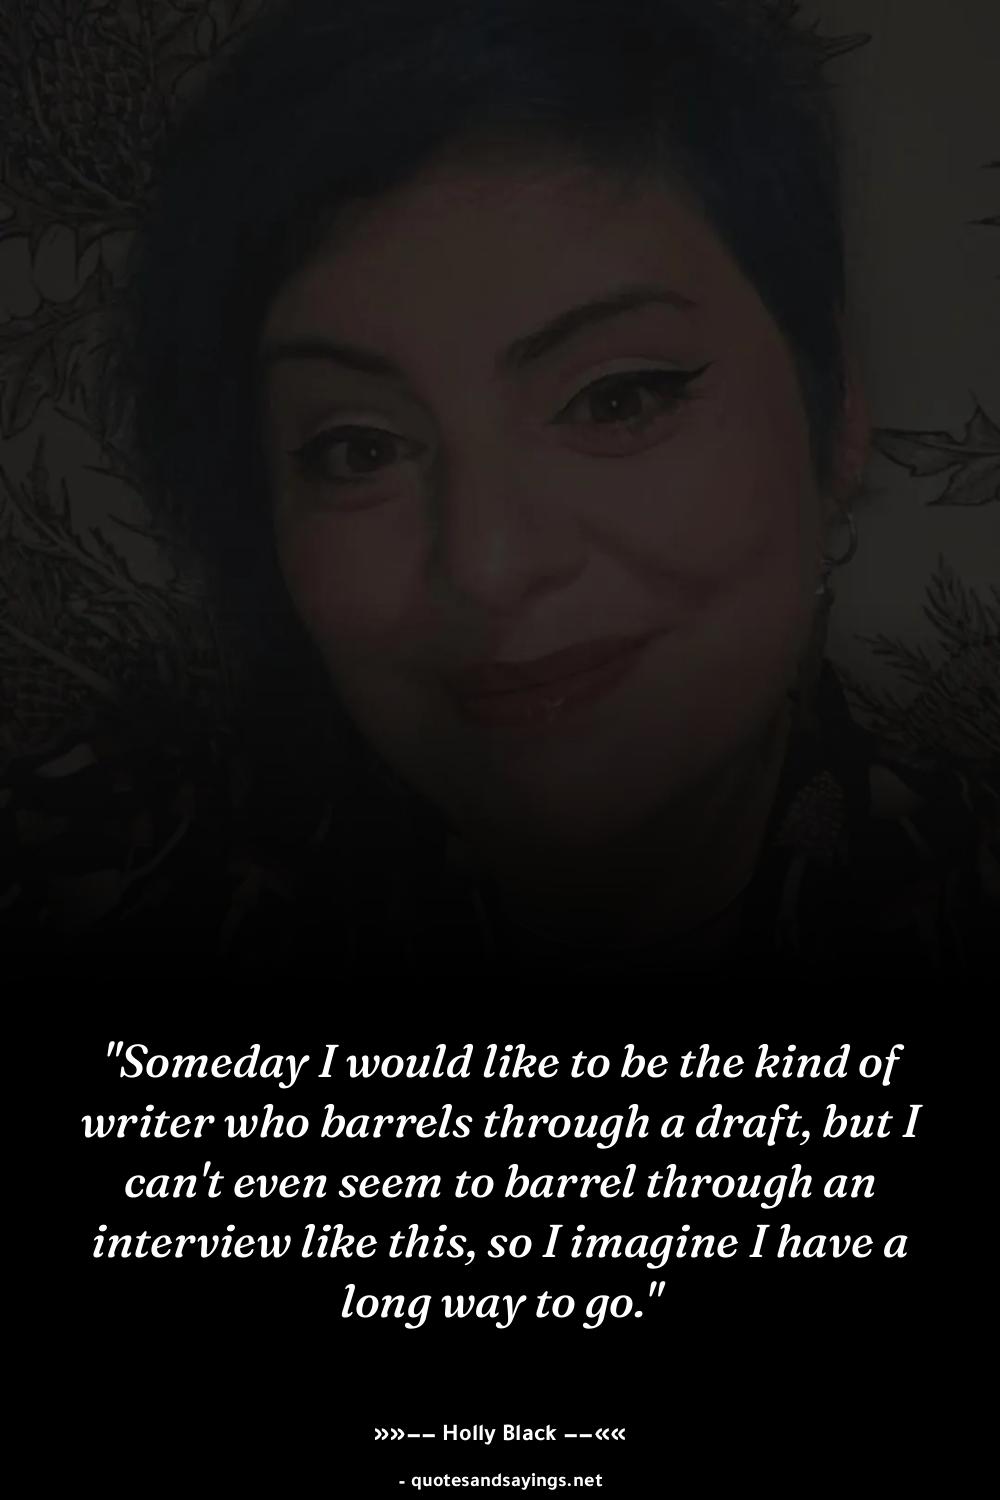 "Someday I would like to be the kind of
writer who barrels through a draft, but I
can't even seem to barrel through an
interview like this, so I imagine I have a
long way to go."
»»−− Holly Black −−««
- quotesandsayings.net